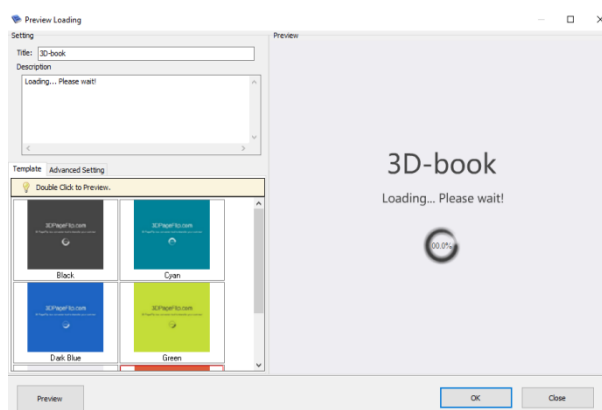 Preview Loading
Setting
Title: 3D-book
Description
Loading... Please wait!
Template Advanced Setting
Double Click to Preview.
3DPageFlip.com
Black
3DPageFlip.com
Cyan
3DPageFlip.com
Dark Blue
3DPageFlip.com
Green
Preview
3D-book
Loading... Please wait!
00.0%
Preview
OK
Close